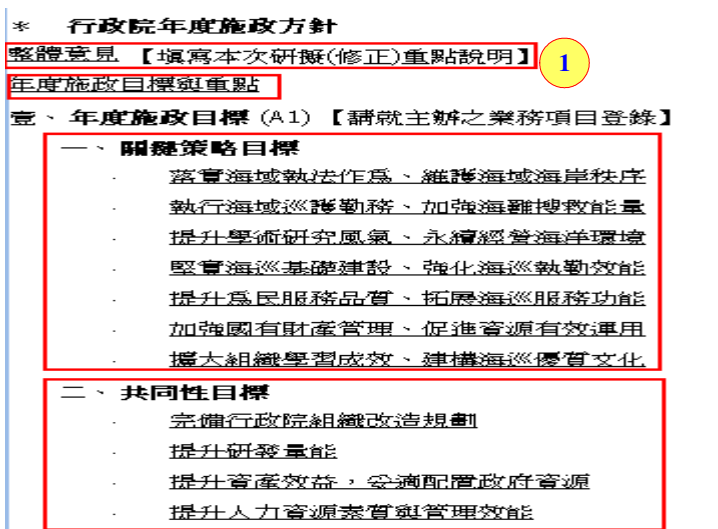 * 行政院年度施政方針
整體意見 【填寫本次研擬(修正)重點說明】 1
年度施政目標與重點
壹、年度施政目標 (A1) 【請就主辦之業務項目登錄】
一、關鍵策略目標
· 落實海域執法作為、維護海域海岸秩序
· 執行海域巡護勤務、加強海難搜救能量
· 提升學術研究風氣、永續經營海洋環境
· 堅實海巡基礎建設、強化海巡執勤效能
· 提升為民服務品質、拓展海巡服務功能
· 加強國有財產管理、促進資源有效運用
· 擴大組織學習成效、建構海巡優質文化
二、共同性目標
· 完備行政院組織改造規劃
· 提升研發量能
· 提升資產效益，妥適配置政府資源
· 提升人力資源素質與管理效能